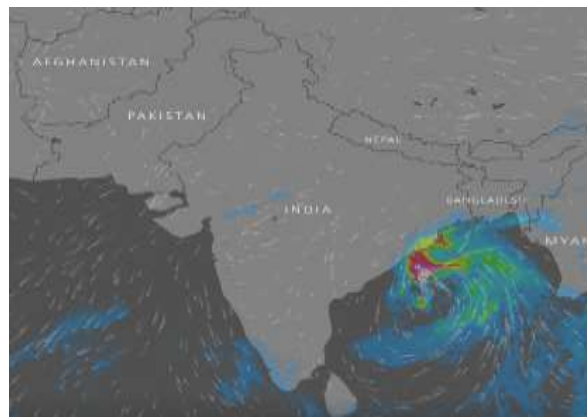 AFGHANISTAN
PAKISTAN
NEPAL
INDIA
BANGLADESH
MYAN